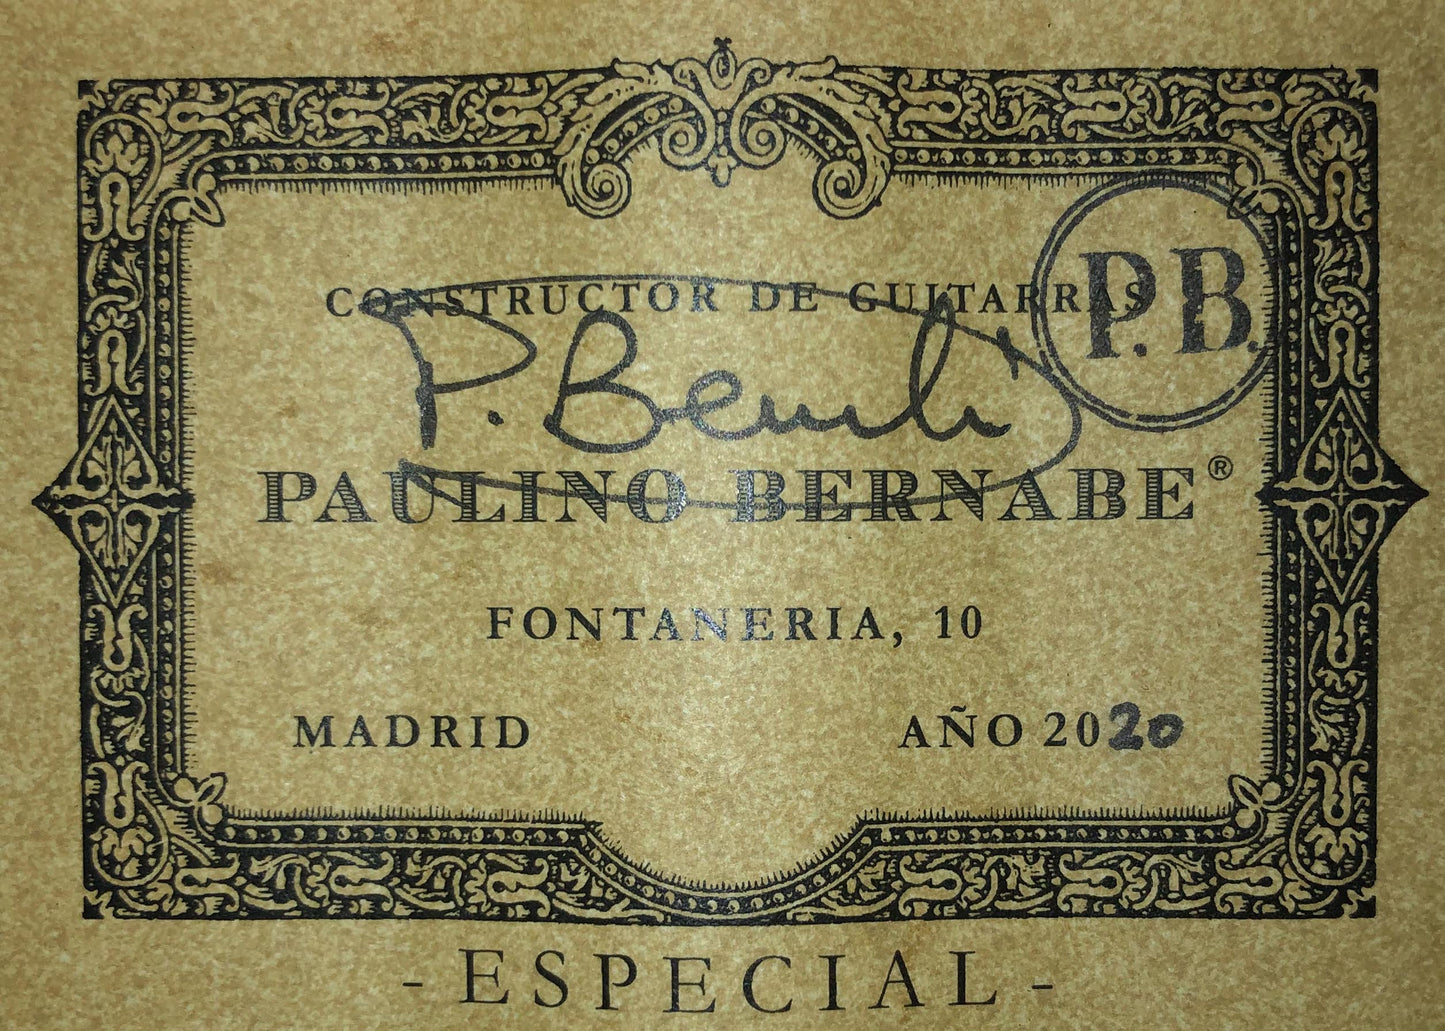 CONSTRUCTOR DE GUITARRAS
P.B.
P. Bernabé
PAULINO BERNABE®
FONTANERIA, 10
MADRID AÑO 2020
- ESPECIAL -